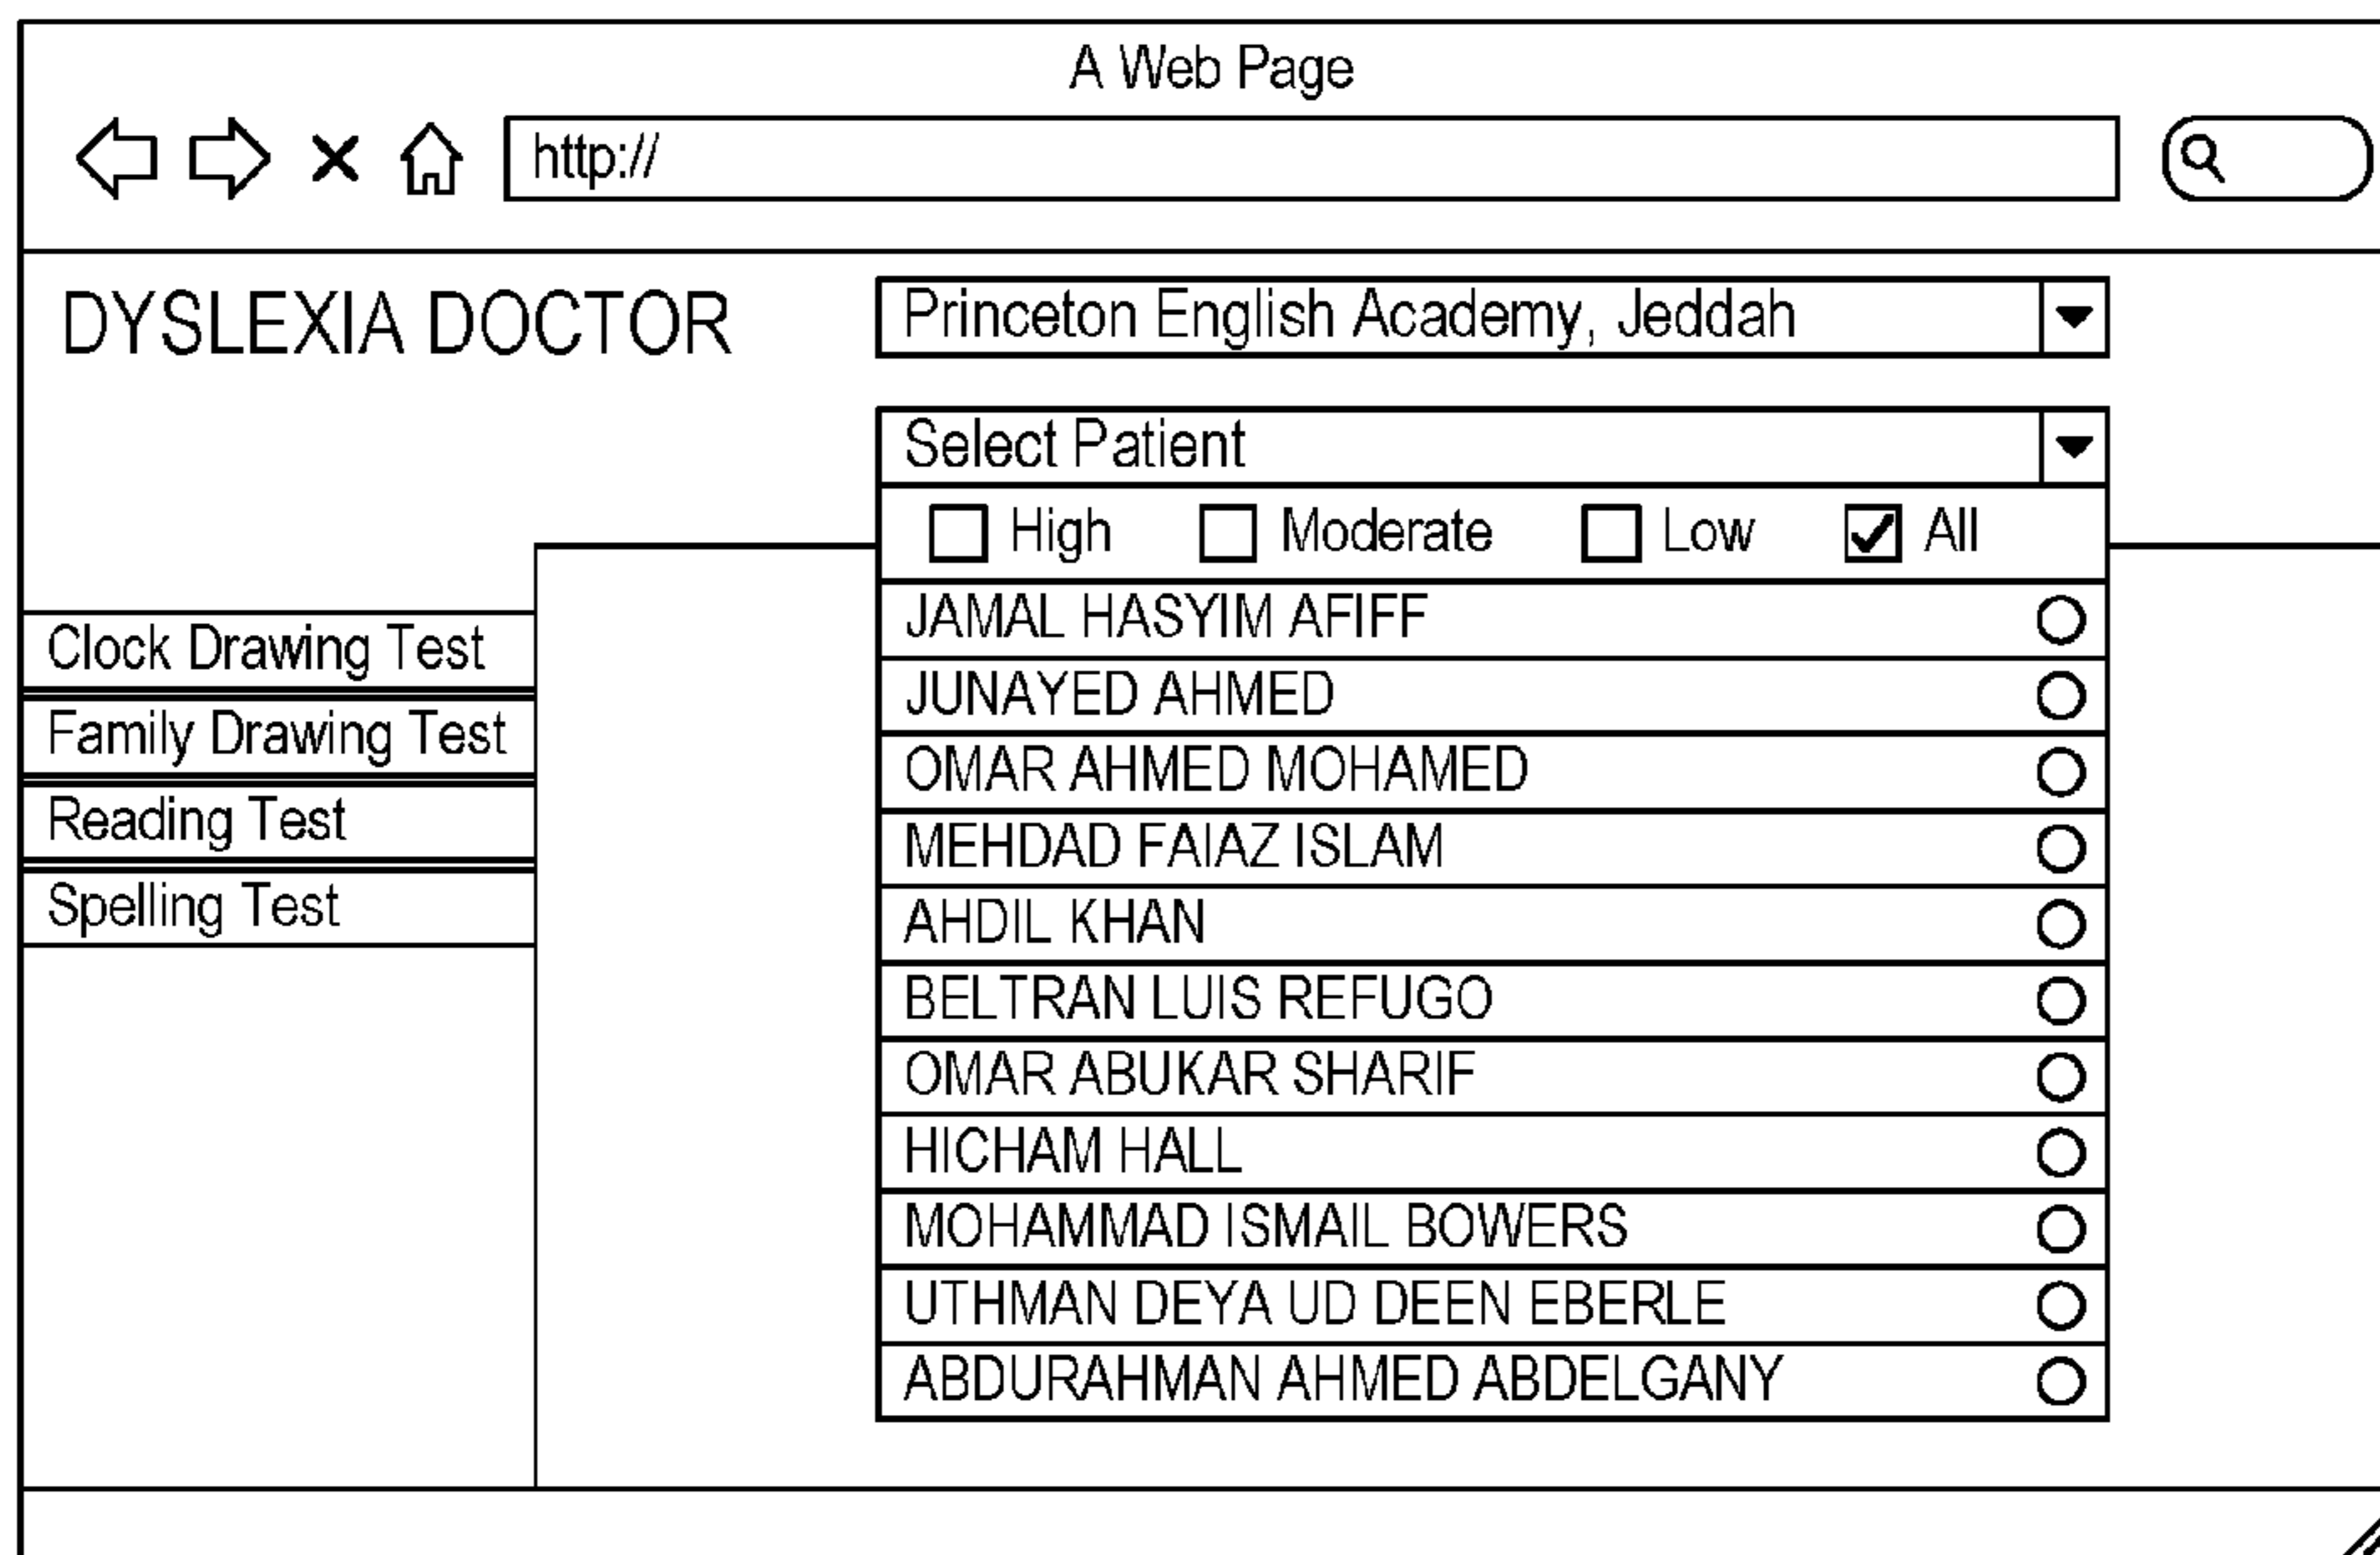 A Web Page
http://
DYSLEXIA DOCTOR
Princeton English Academy, Jeddah
Select Patient
High Moderate Low All
Clock Drawing Test
Family Drawing Test
Reading Test
Spelling Test
JAMAL HASYIM AFIFF
JUNAYED AHMED
OMAR AHMED MOHAMED
MEHDAD FAIAZ ISLAM
AHDIL KHAN
BELTRAN LUIS REFUGO
OMAR ABUKAR SHARIF
HICHAM HALL
MOHAMMAD ISMAIL BOWERS
UTHMAN DEYA UD DEEN EBERLE
ABDURAHMAN AHMED ABDELGANY